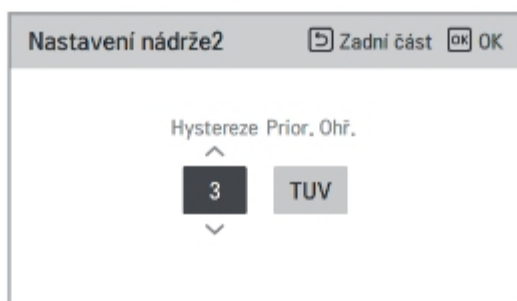 Nastavení nádrže2 Zadní část OK OK
Hystereze Prior. Ohř.
3 TUV